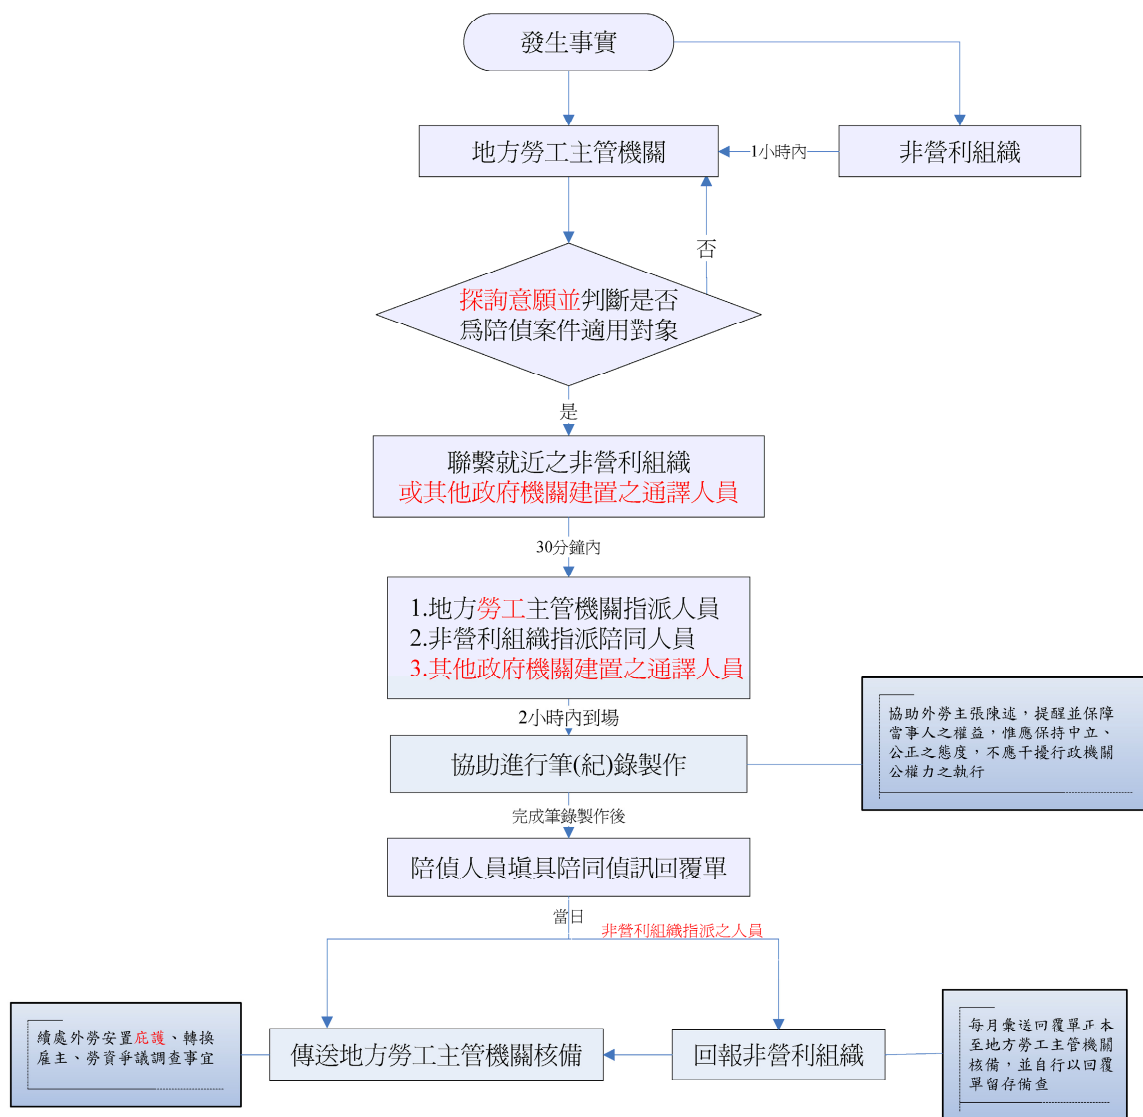 發生事實
地方勞工主管機關
1小時內
非營利組織
否
探詢意願並判斷是否
為陪偵案件適用對象
是
聯繫就近之非營利組織
或其他政府機關建置之通譯人員
30分鐘內
1.地方勞工主管機關指派人員
2.非營利組織指派陪同人員
3.其他政府機關建置之通譯人員
2小時內到場
協助外勞主張陳述，提醒並保障
當事人之權益，惟應保持中立、
公正之態度，不應干擾行政機關
公權力之執行
協助進行筆(紀)錄製作
完成筆錄製作後
陪偵人員填具陪同偵訊回覆單
當日
非營利組織指派之人員
續處外勞安置庇護、轉換
雇主、勞資爭議調查事宜
傳送地方勞工主管機關核備
回報非營利組織
每月彙送回覆單正本
至地方勞工主管機關
核備，並自行以回覆
單留存備查